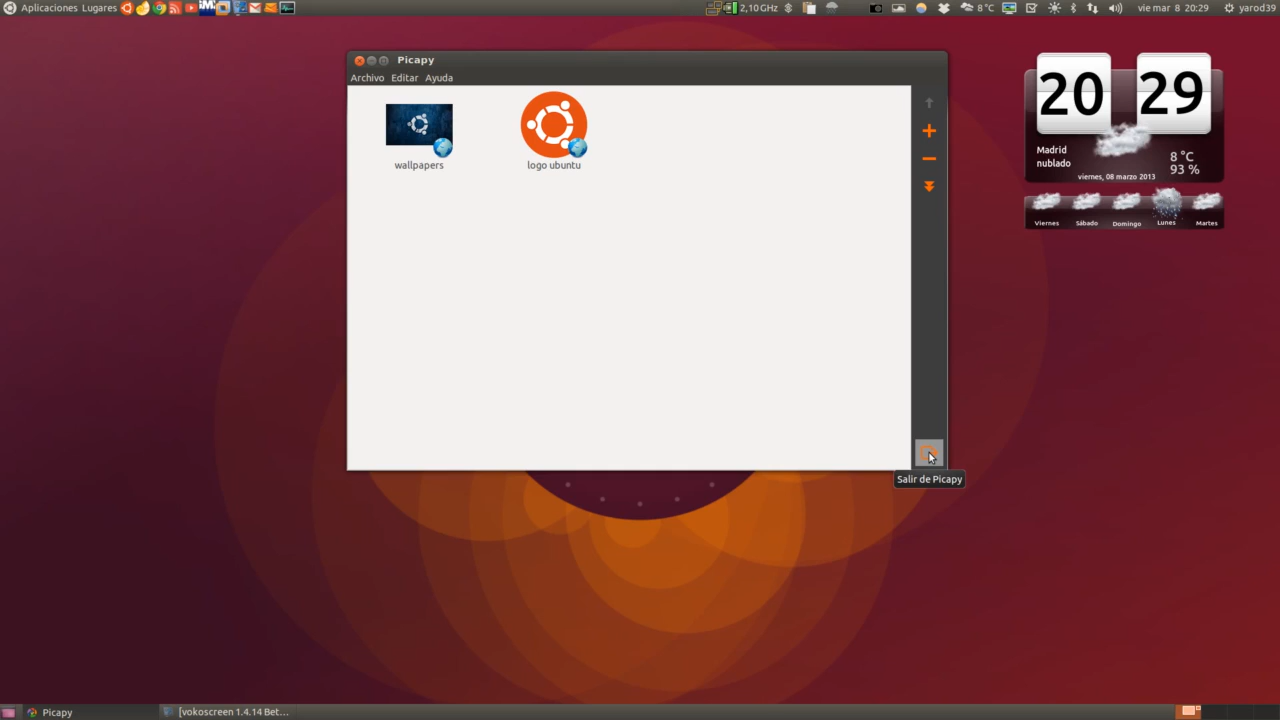 Aplicaciones Lugares
2,10 GHz
8 °C
vie mar 8 20:29
yarod39
Picapy
Archivo Editar Ayuda
wallpapers
logo ubuntu
Salir de Picapy
20 29
Madrid
nublado
8 °C
93 %
viernes, 08 marzo 2013
Viernes Sábado Domingo Lunes Martes
Picapy
[vokoscreen 1.4.14 Bet...